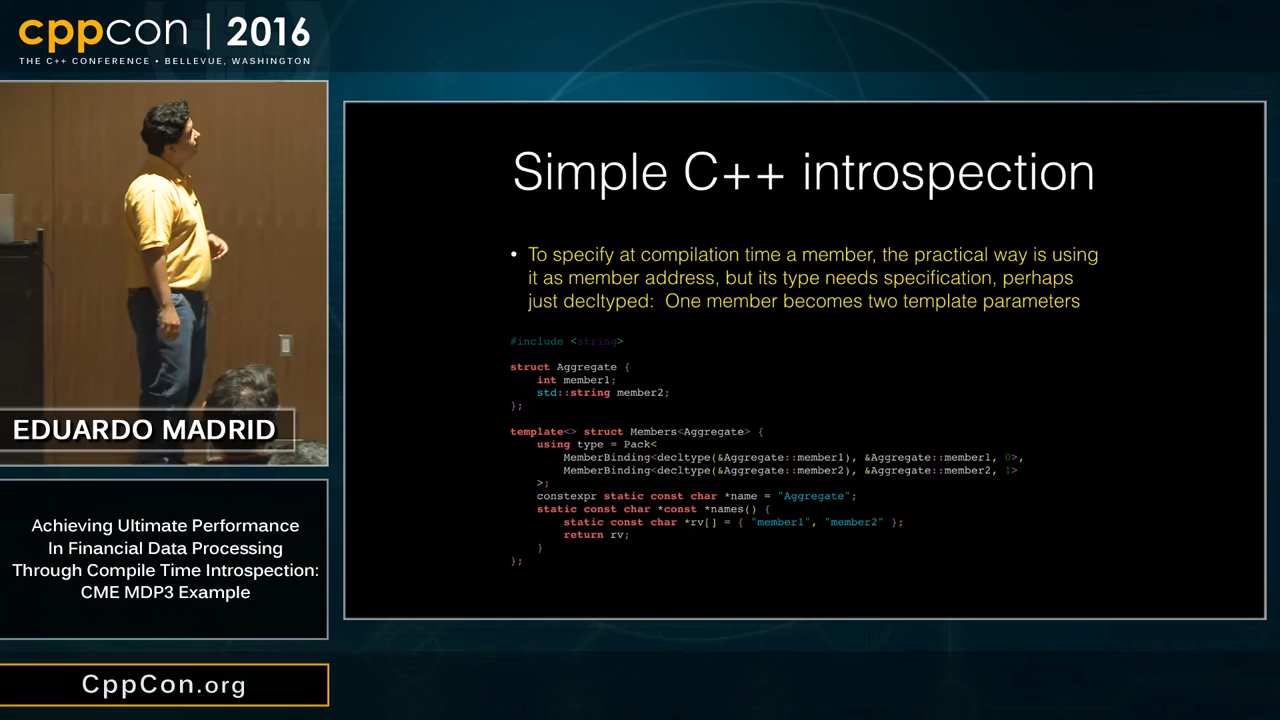 cppcon | 2016
THE C++ CONFERENCE • BELLEVUE, WASHINGTON
EDUARDO MADRID
Achieving Ultimate Performance
In Financial Data Processing
Through Compile Time Introspection:
CME MDP3 Example
CppCon.org
Simple C++ introspection
• To specify at compilation time a member, the practical way is using
it as member address, but its type needs specification, perhaps
just decltyped:  One member becomes two template parameters
#include <string>
struct Aggregate {
    int member1;
    std::string member2;
};
template<> struct Members<Aggregate> {
    using type = Pack<
        MemberBinding<decltype(&Aggregate::member1), &Aggregate::member1, 0>,
        MemberBinding<decltype(&Aggregate::member2), &Aggregate::member2, 1>
    >;
    constexpr static const char *name = "Aggregate";
    static const char *const *names() {
        static const char *rv[] = { "member1", "member2" };
        return rv;
    }
};